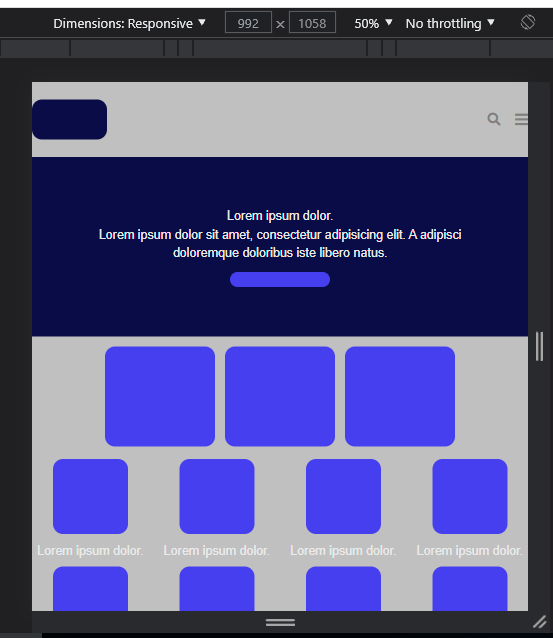 Dimensions: Responsive ▼ 992 × 1058 50% ▼ No throttling ▼
Lorem ipsum dolor.
Lorem ipsum dolor sit amet, consectetur adipisicing elit. A adipisci
doloremque doloribus iste libero natus.
Lorem ipsum dolor. Lorem ipsum dolor. Lorem ipsum dolor. Lorem ipsum dolor.